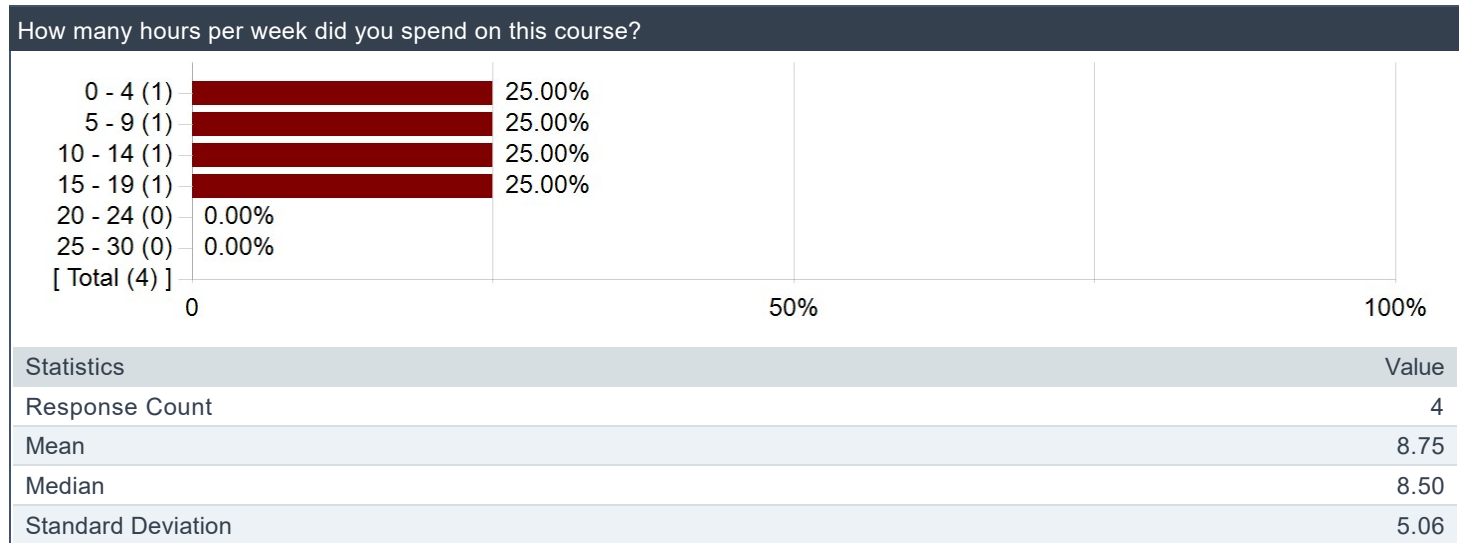 How many hours per week did you spend on this course?
0 - 4 (1) 25.00%
5 - 9 (1) 25.00%
10 - 14 (1) 25.00%
15 - 19 (1) 25.00%
20 - 24 (0) 0.00%
25 - 30 (0) 0.00%
[ Total (4) ]
0 50% 100%
Statistics Value
Response Count 4
Mean 8.75
Median 8.50
Standard Deviation 5.06